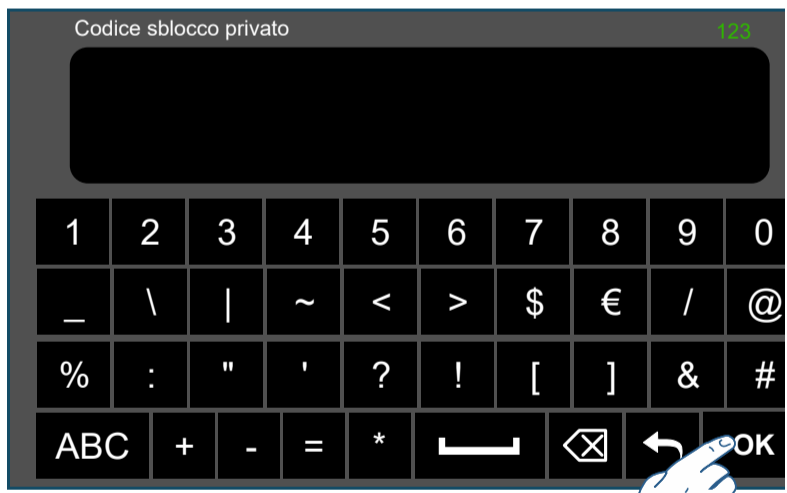 Codice sblocco privato 123
1 2 3 4 5 6 7 8 9 0
_ \ | ~ < > $ € / @
% : " ' ? ! [ ] & #
ABC + - = * OK